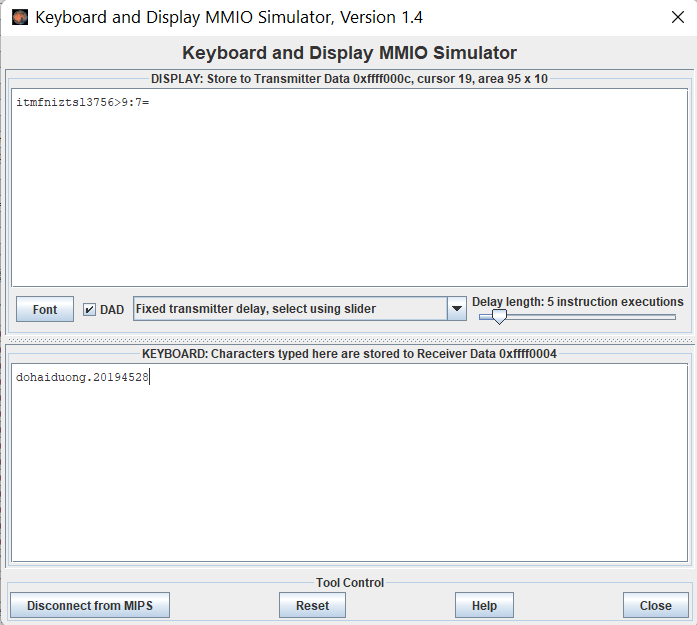 Keyboard and Display MMIO Simulator, Version 1.4
Keyboard and Display MMIO Simulator
DISPLAY: Store to Transmitter Data 0xffff000c, cursor 19, area 95 x 10
itmfniztsl3756>9:7=
Font
DAD
Fixed transmitter delay, select using slider
Delay length: 5 instruction executions
KEYBOARD: Characters typed here are stored to Receiver Data 0xffff0004
dohaiduong.20194528
Tool Control
Disconnect from MIPS
Reset
Help
Close